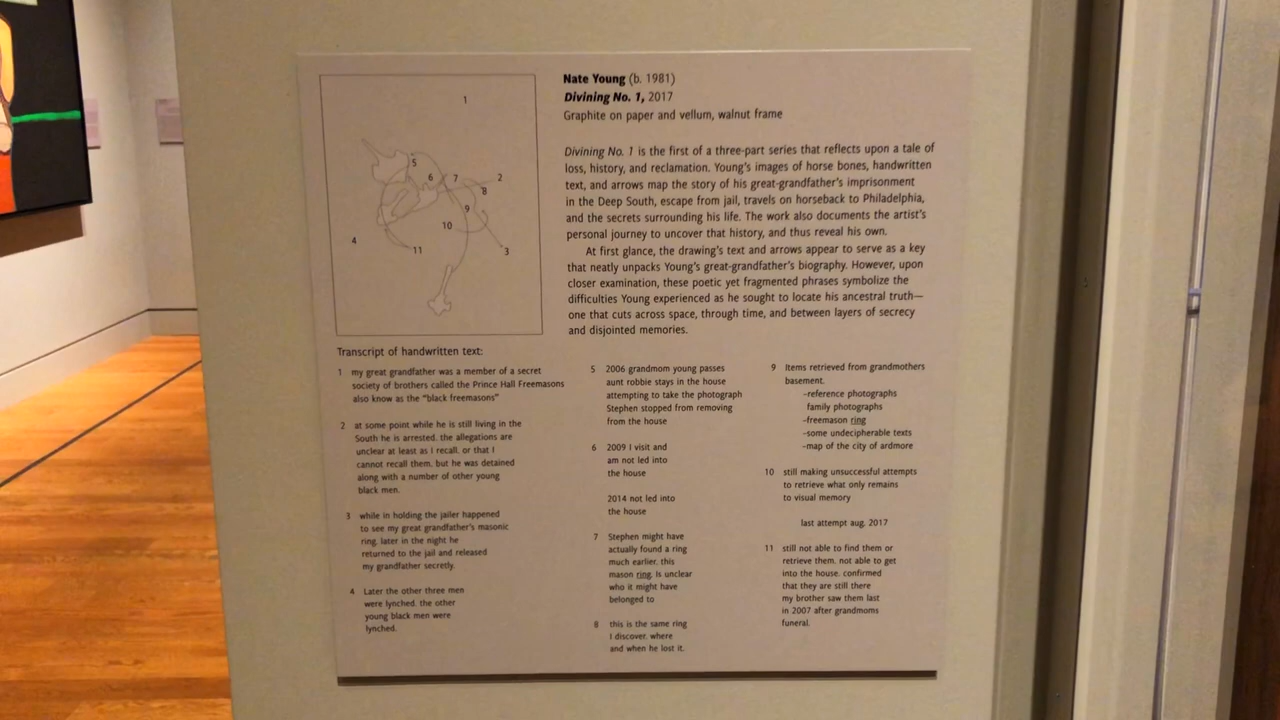 Nate Young (b. 1981)
Divining No. 1, 2017
Graphite on paper and vellum, walnut frame
Divining No. 1 is the first of a three-part series that reflects upon a tale of
loss, history, and reclamation. Young's images of horse bones, handwritten
text, and arrows map the story of his great-grandfather's imprisonment
in the Deep South, escape from jail, travels on horseback to Philadelphia,
and the secrets surrounding his life. The work also documents the artist's
personal journey to uncover that history, and thus reveal his own.
At first glance, the drawing's text and arrows appear to serve as a key
that neatly unpacks Young's great-grandfather's biography. However, upon
closer examination, these poetic yet fragmented phrases symbolize the
difficulties Young experienced as he sought to locate his ancestral truth—
one that cuts across space, through time, and between layers of secrecy
and disjointed memories.
1
5
6
7
2
8
9
10
4
11
3
Transcript of handwritten text:
1 my great grandfather was a member of a secret
society of brothers called the Prince Hall Freemasons
also know as the "black freemasons"
2 at some point while he is still living in the
South he is arrested. the allegations are
unclear at least as I recall. or that I
cannot recall them. but he was detained
along with a number of other young
black men.
3 while in holding the jailer happened
to see my great grandfather's masonic
ring. later in the night he
returned to the jail and released
my grandfather secretly.
4 Later the other three men
were lynched. the other
young black men were
lynched.
5 2006 grandmom young passes
aunt robbie stays in the house
attempting to take the photograph
Stephen stopped from removing
from the house
6 2009 I visit and
am not led into
the house
2014 not led into
the house
7 Stephen might have
actually found a ring
much earlier. this
mason ring. Is unclear
who it might have
belonged to
8 this is the same ring
I discover. where
and when he lost it.
9 Items retrieved from grandmothers
basement.
-reference photographs
family photographs
-freemason ring
-some undecipherable texts
-map of the city of ardmore
10 still making unsuccessful attempts
to retrieve what only remains
to visual memory
last attempt aug. 2017
11 still not able to find them or
retrieve them. not able to get
into the house. confirmed
that they are still there
my brother saw them last
in 2007 after grandmoms
funeral.